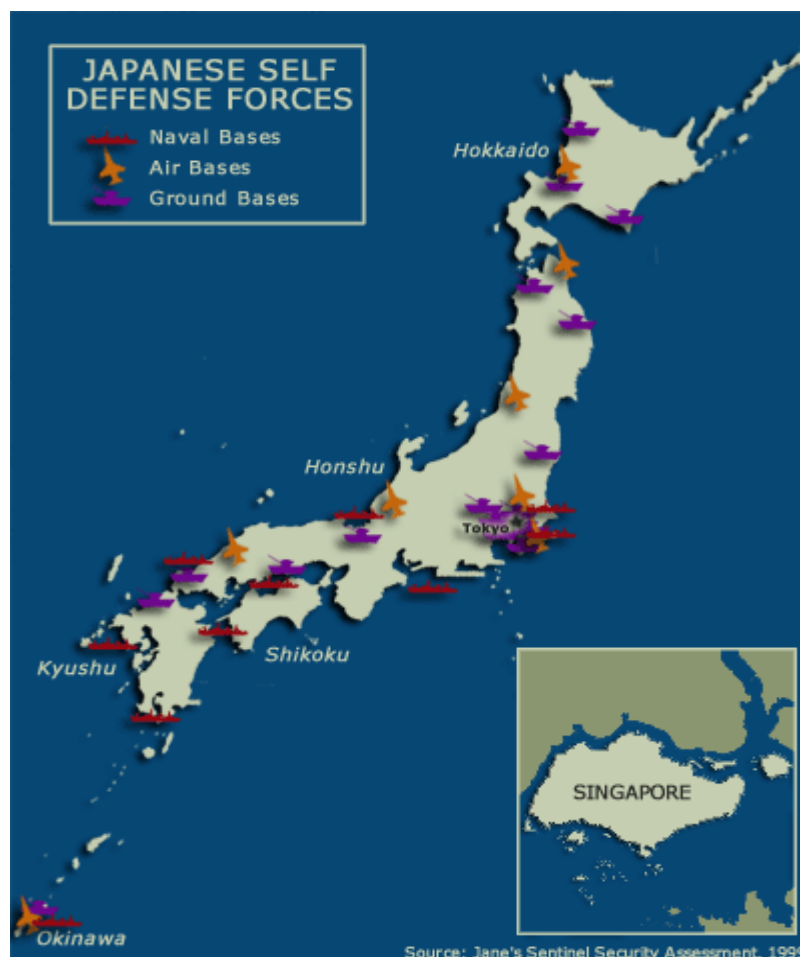 JAPANESE SELF
DEFENSE FORCES
Naval Bases
Air Bases
Ground Bases
Hokkaido
Honshu
Tokyo
Shikoku
Kyushu
SINGAPORE
Okinawa
Source: Jane's Sentinel Security Assessment, 1999